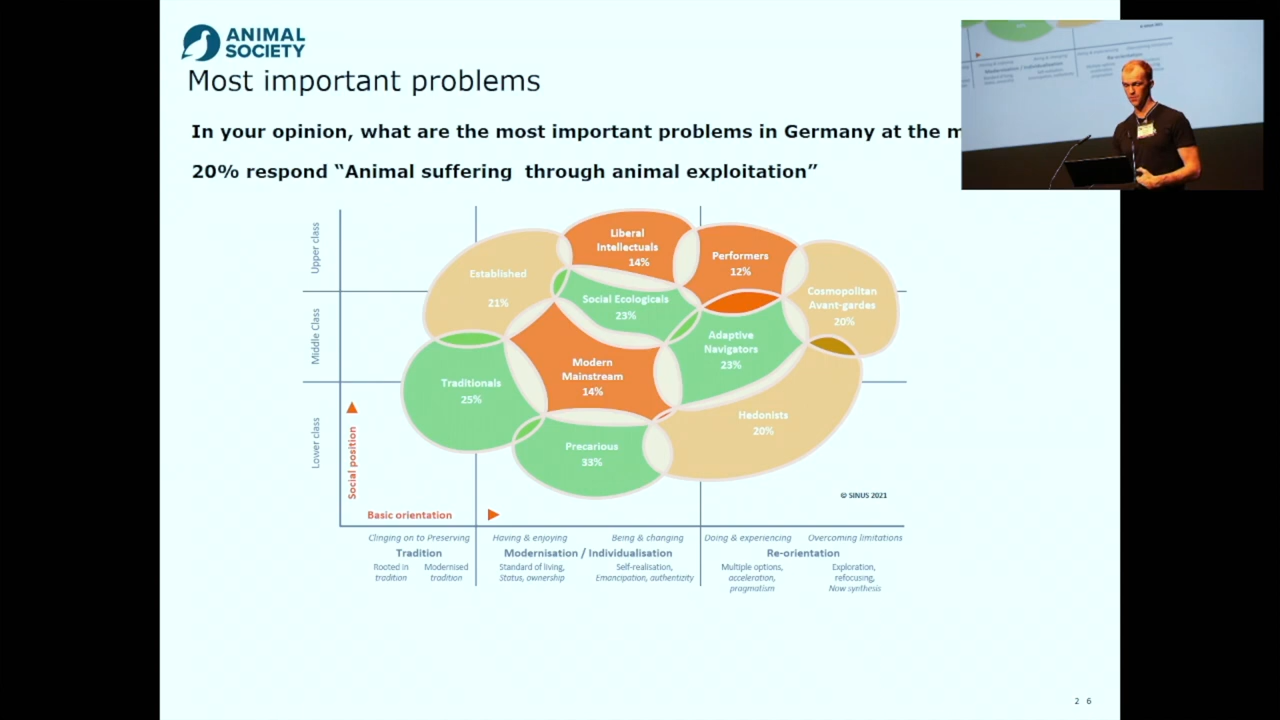 ANIMAL
SOCIETY
Most important problems
In your opinion, what are the most important problems in Germany at the m
20% respond “Animal suffering through animal exploitation”
Upper class
Middle Class
Lower class
Social position
Basic orientation
Liberal
Intellectuals
14%
Performers
12%
Established
21%
Cosmopolitan
Avant-gardes
20%
Social Ecologicals
23%
Adaptive
Navigators
23%
Modern
Mainstream
14%
Traditionals
25%
Hedonists
20%
Precarious
33%
© SINUS 2021
Clinging on to Preserving
Having & enjoying
Being & changing
Doing & experiencing
Overcoming limitations
Tradition
Modernisation / Individualisation
Re-orientation
Rooted in
tradition
Modernised
tradition
Standard of living,
Status, ownership
Self-realisation,
Emancipation, authentizity
Multiple options,
acceleration,
pragmatism
Exploration,
refocusing,
Now synthesis
2 6